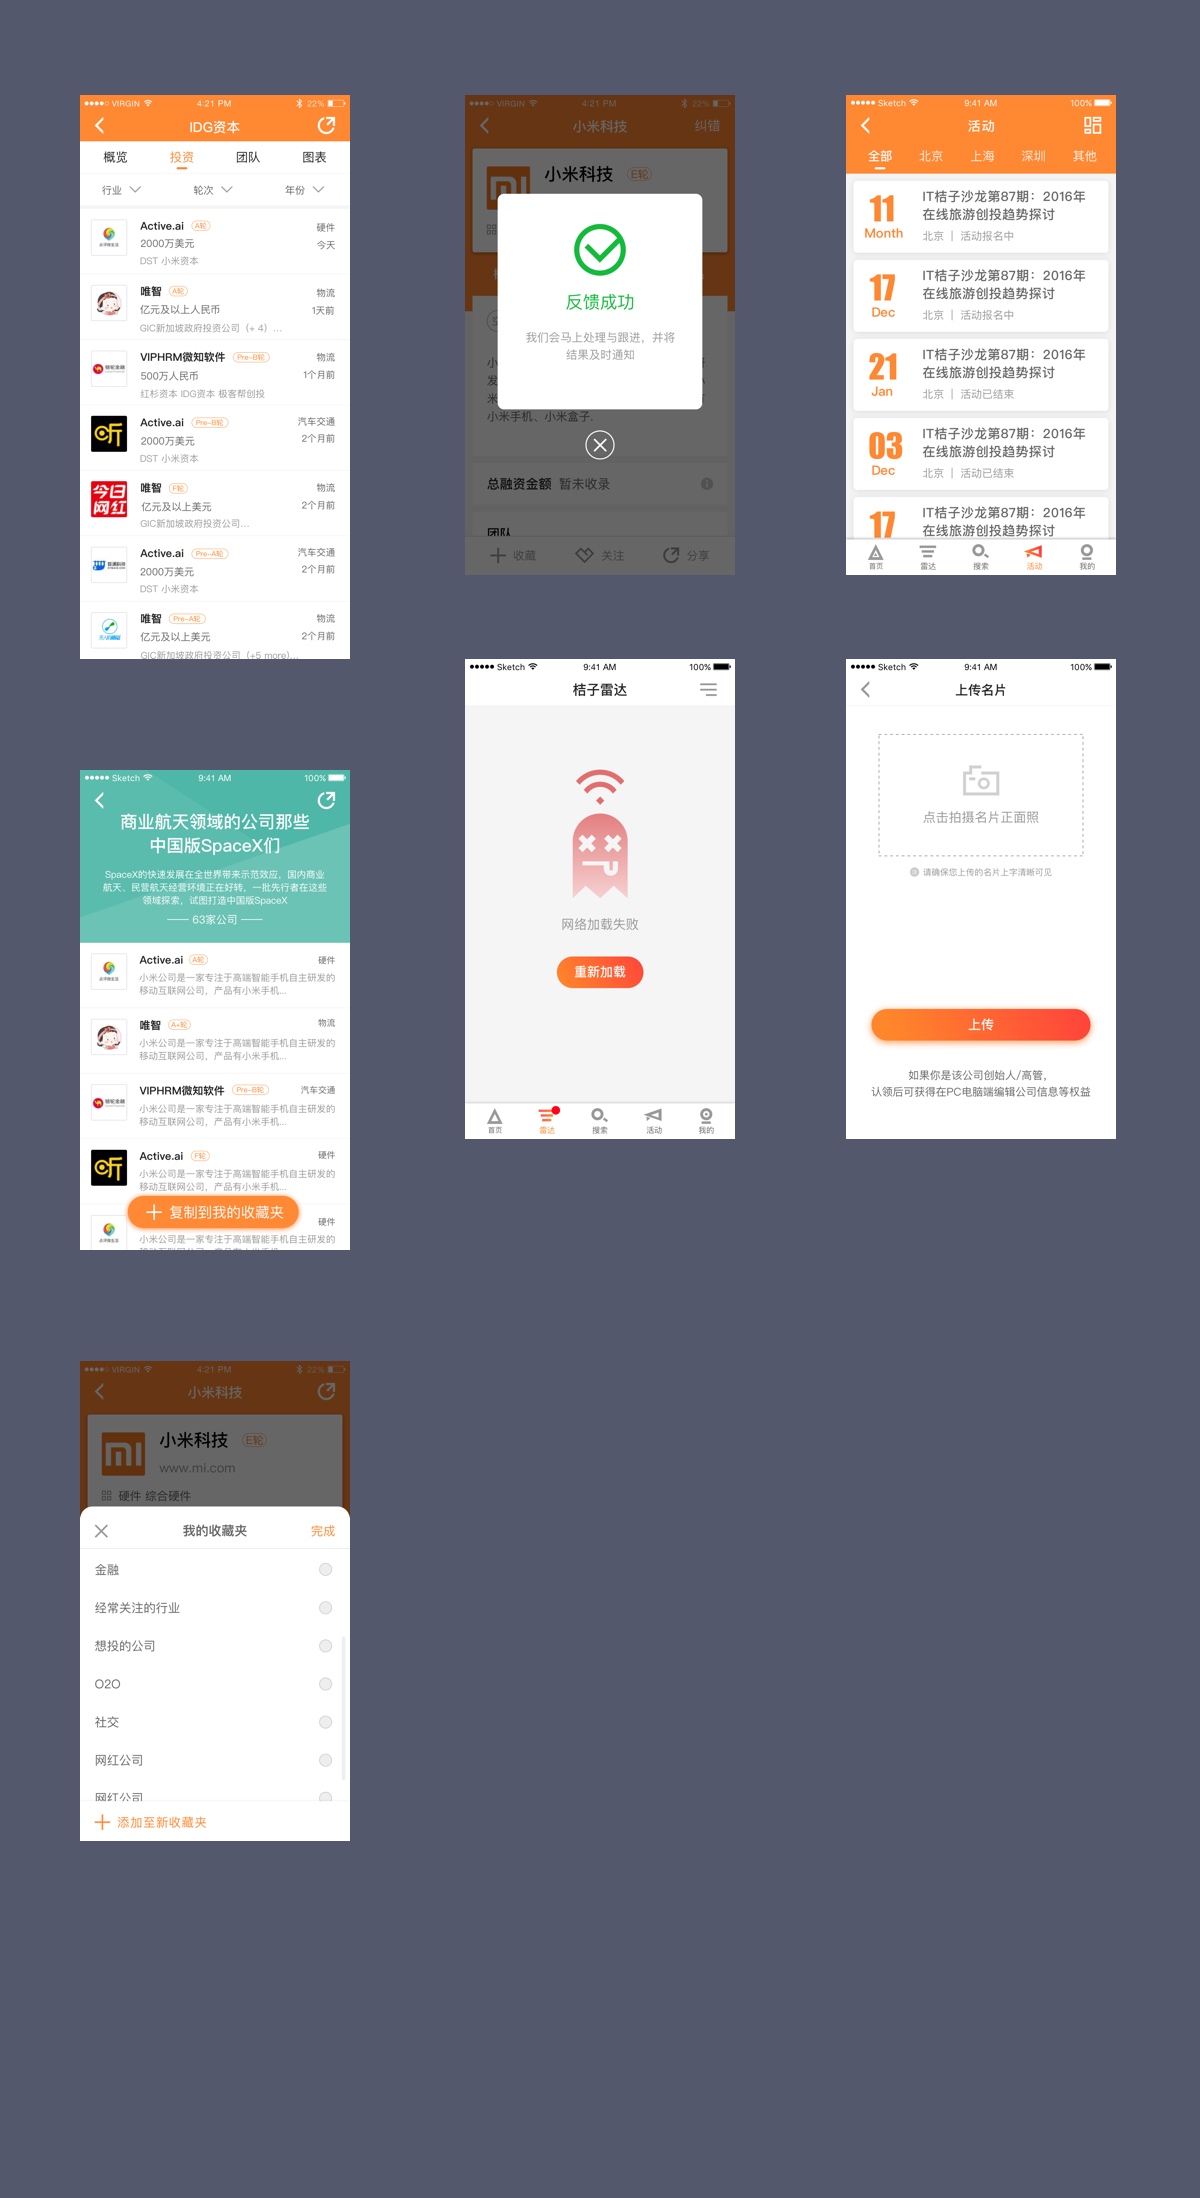 VIRGIN
4:21 PM
22%
IDG资本
概览 投资 团队 图表
行业 轮次 年份
Active.ai A轮 硬件
2000万美元 今天
DST 小米资本
唯智 A轮 物流
亿元及以上人民币 1天前
GIC新加坡政府投资公司（+ 4）...
VIPHRM微知软件 Pre-B轮 物流
500万人民币 1个月前
红杉资本 IDG资本 极客帮创投
Active.ai Pre-B轮 汽车交通
2000万美元 2个月前
DST 小米资本
今日
网红
唯智 F轮 物流
亿元及以上美元 2个月前
GIC新加坡政府投资公司...
Active.ai Pre-A轮 汽车交通
2000万美元 2个月前
DST 小米资本
唯智 Pre-A轮 物流
亿元及以上美元 2个月前
GIC新加坡政府投资公司（+5 more)...
VIRGIN 4:21 PM 22%
小米科技 纠错
小米科技 E轮
反馈成功
我们会马上处理与跟进，并将
结果及时通知
小米手机、小米盒子.
总融资金额 暂未收录
团队
收藏 关注 分享
Sketch 9:41 AM 100%
活动
全部 北京 上海 深圳 其他
11 Month
IT桔子沙龙第87期：2016年
在线旅游创投趋势探讨
北京 | 活动报名中
17 Dec
IT桔子沙龙第87期：2016年
在线旅游创投趋势探讨
北京 | 活动报名中
21 Jan
IT桔子沙龙第87期：2016年
在线旅游创投趋势探讨
北京 | 活动已结束
03 Dec
IT桔子沙龙第87期：2016年
在线旅游创投趋势探讨
北京 | 活动已结束
17
IT桔子沙龙第87期：2016年
在线旅游创投趋势探讨
首页 雷达 搜索 活动 我的
Sketch 9:41 AM 100%
桔子雷达
网络加载失败
重新加载
首页 雷达 搜索 活动 我的
Sketch 9:41 AM 100%
上传名片
点击拍摄名片正面照
请确保您上传的名片上字清晰可见
上传
如果你是该公司创始人/高管，
认领后可获得在PC电脑端编辑公司信息等权益
Sketch 9:41 AM 100%
商业航天领域的公司那些
中国版SpaceX们
SpaceX的快速发展在全世界带来示范效应，国内商业
航天、民营航天经营环境正在好转，一批先行者在这些
领域探索，试图打造中国版SpaceX
63家公司
Active.ai A轮 硬件
小米公司是一家专注于高端智能手机自主研发的
移动互联网公司，产品有小米手机...
唯智 A+轮 物流
小米公司是一家专注于高端智能手机自主研发的
移动互联网公司，产品有小米手机...
VIPHRM微知软件 Pre-B轮 汽车交通
小米公司是一家专注于高端智能手机自主研发的
移动互联网公司，产品有小米手机...
Active.ai F轮 硬件
小米公司是一家专注于高端智能手机自主研发的
移动互联网公司，产品有小米手机...
复制到我的收藏夹
硬件
小米公司是一家专注于高端智能手机自主研发的
VIRGIN 4:21 PM 22%
小米科技
小米科技 E轮
www.mi.com
硬件 综合硬件
我的收藏夹 完成
金融
经常关注的行业
想投的公司
O2O
社交
网红公司
网红公司
添加至新收藏夹